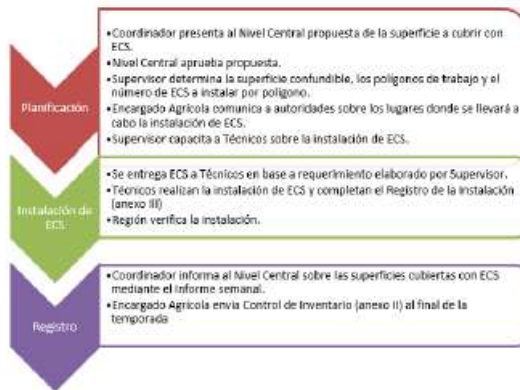 Planificación
•Coordinador presenta al Nivel Central propuesta de la superficie a cubrir con
ECS.
•Nivel Central aprueba propuesta.
•Supervisor determina la superficie confundible, los polígonos de trabajo y el
número de ECS a instalar por polígono.
•Encargado Agrícola comunica a autoridades sobre los lugares donde se llevará a
cabo la instalación de ECS.
•Supervisor capacita a Técnicos sobre la instalación de ECS.
Instalación de
ECS
•Se entrega ECS a Técnicos en base a requerimiento elaborado por Supervisor.
•Técnicos realizan la instalación de ECS y completan el Registro de la Instalación
(anexo III)
•Región verifica la instalación.
Registro
•Coordinador informa al Nivel Central sobre las superficies cubiertas con ECS
mediante el Informe semanal.
•Encargado Agrícola envia Control de Inventario (anexo II) al final de la
temporada